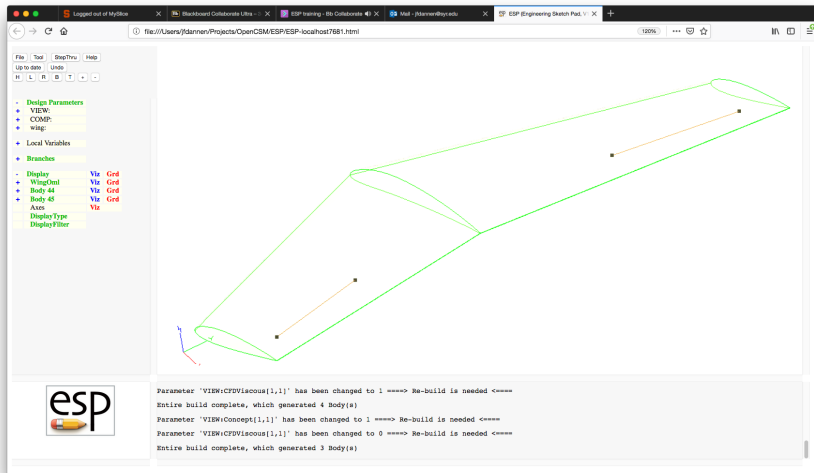 Logged out of MySlice
Blackboard Collaborate Ultra –
ESP training - Bb Collaborate
Mail - jfdannen@syr.edu
ESP (Engineering Sketch Pad, V
file:///Users/jfdannen/Projects/OpenCSM/ESP/ESP-localhost7681.html
120%
File Tool StepThru Help
Up to date Undo
H L R B T + -
- Design Parameters
+ VIEW:
+ COMP:
+ wing:
+ Local Variables
+ Branches
- Display Viz Grd
+ WingOml Viz Grd
+ Body 44 Viz Grd
+ Body 45 Viz Grd
Axes Viz
DisplayType
DisplayFilter
esp
Parameter 'VIEW:CFDViscous[1,1]' has been changed to 1 ====> Re-build is needed <====
Entire build complete, which generated 4 Body(s)
Parameter 'VIEW:Concept[1,1]' has been changed to 1 ====> Re-build is needed <====
Parameter 'VIEW:CFDViscous[1,1]' has been changed to 0 ====> Re-build is needed <====
Entire build complete, which generated 3 Body(s)